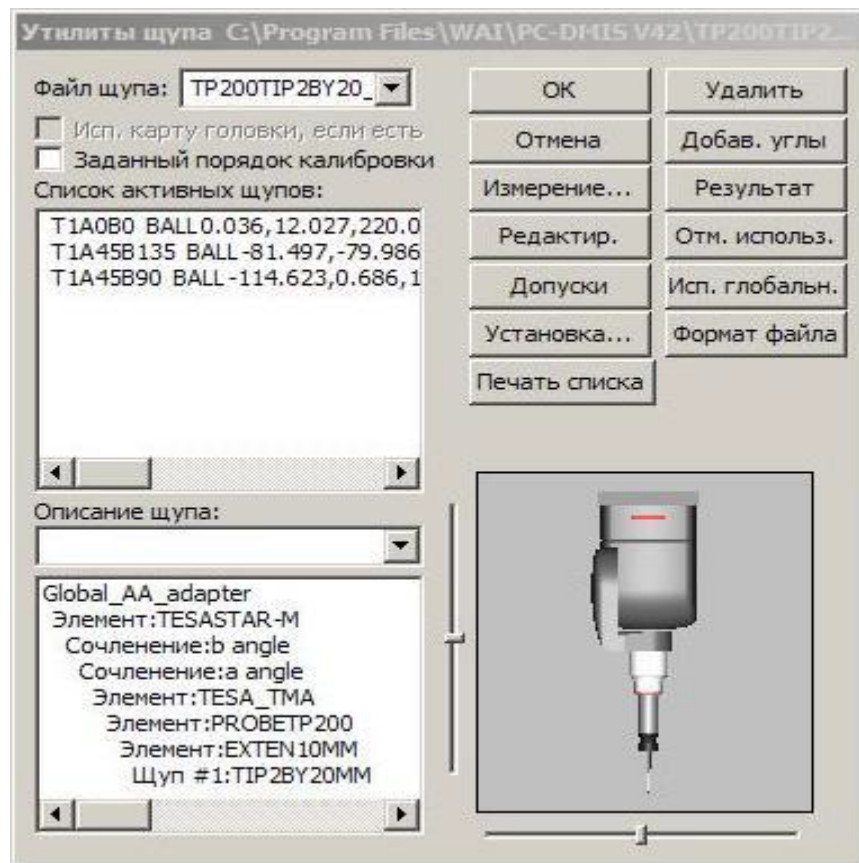 Утилиты щупа C:\Program Files\WAI\PC-DMIS V42\TP200TIP2...
Файл щупа: TP200TIP2BY20_
Исп. карту головки, если есть
Заданный порядок калибровки
Список активных щупов:
T1A0B0 BALL0.036,12.027,220.0
T1A45B135 BALL-81.497,-79.986
T1A45B90 BALL-114.623,0.686,1
ОК Удалить
Отмена Добав. углы
Измерение... Результат
Редактир. Отм. использ.
Допуски Исп. глобальн.
Установка... Формат файла
Печать списка
Описание щупа:
Global_AA_adapter
Элемент:TESASTAR-M
Сочленение:b angle
Сочленение:a angle
Элемент:TESA_TMA
Элемент:PROBETP200
Элемент:EXTEN10MM
Щуп #1:TIP2BY20MM